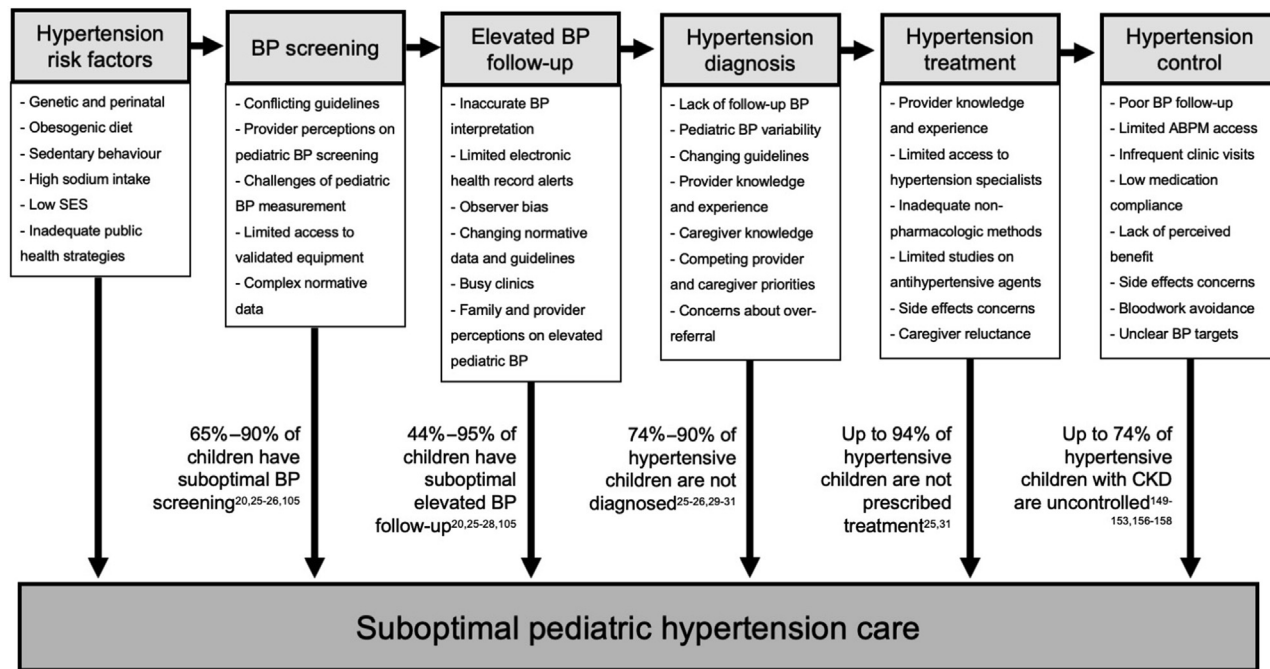 Hypertension
risk factors
- Genetic and perinatal
- Obesogenic diet
- Sedentary behaviour
- High sodium intake
- Low SES
- Inadequate public
health strategies
BP screening
- Conflicting guidelines
- Provider perceptions on
pediatric BP screening
- Challenges of pediatric
BP measurement
- Limited access to
validated equipment
- Complex normative
data
65%–90% of
children have
suboptimal BP
screening20,25-26,105
Elevated BP
follow-up
- Inaccurate BP
interpretation
- Limited electronic
health record alerts
- Observer bias
- Changing normative
data and guidelines
- Busy clinics
- Family and provider
perceptions on elevated
pediatric BP
44%–95% of
children have
suboptimal
elevated BP
follow-up20,25-28,105
Hypertension
diagnosis
- Lack of follow-up BP
- Pediatric BP variability
- Changing guidelines
- Provider knowledge
and experience
- Caregiver knowledge
- Competing provider
and caregiver priorities
- Concerns about over-
referral
74%–90% of
hypertensive
children are not
diagnosed25-26,29-31
Hypertension
treatment
- Provider knowledge
and experience
- Limited access to
hypertension specialists
- Inadequate non-
pharmacologic methods
- Limited studies on
antihypertensive agents
- Side effects concerns
- Caregiver reluctance
Up to 94% of
hypertensive
children are not
prescribed
treatment25,31
Hypertension
control
- Poor BP follow-up
- Limited ABPM access
- Infrequent clinic visits
- Low medication
compliance
- Lack of perceived
benefit
- Side effects concerns
- Bloodwork avoidance
- Unclear BP targets
Up to 74% of
hypertensive
children with CKD
are uncontrolled149-
153,156-158
Suboptimal pediatric hypertension care